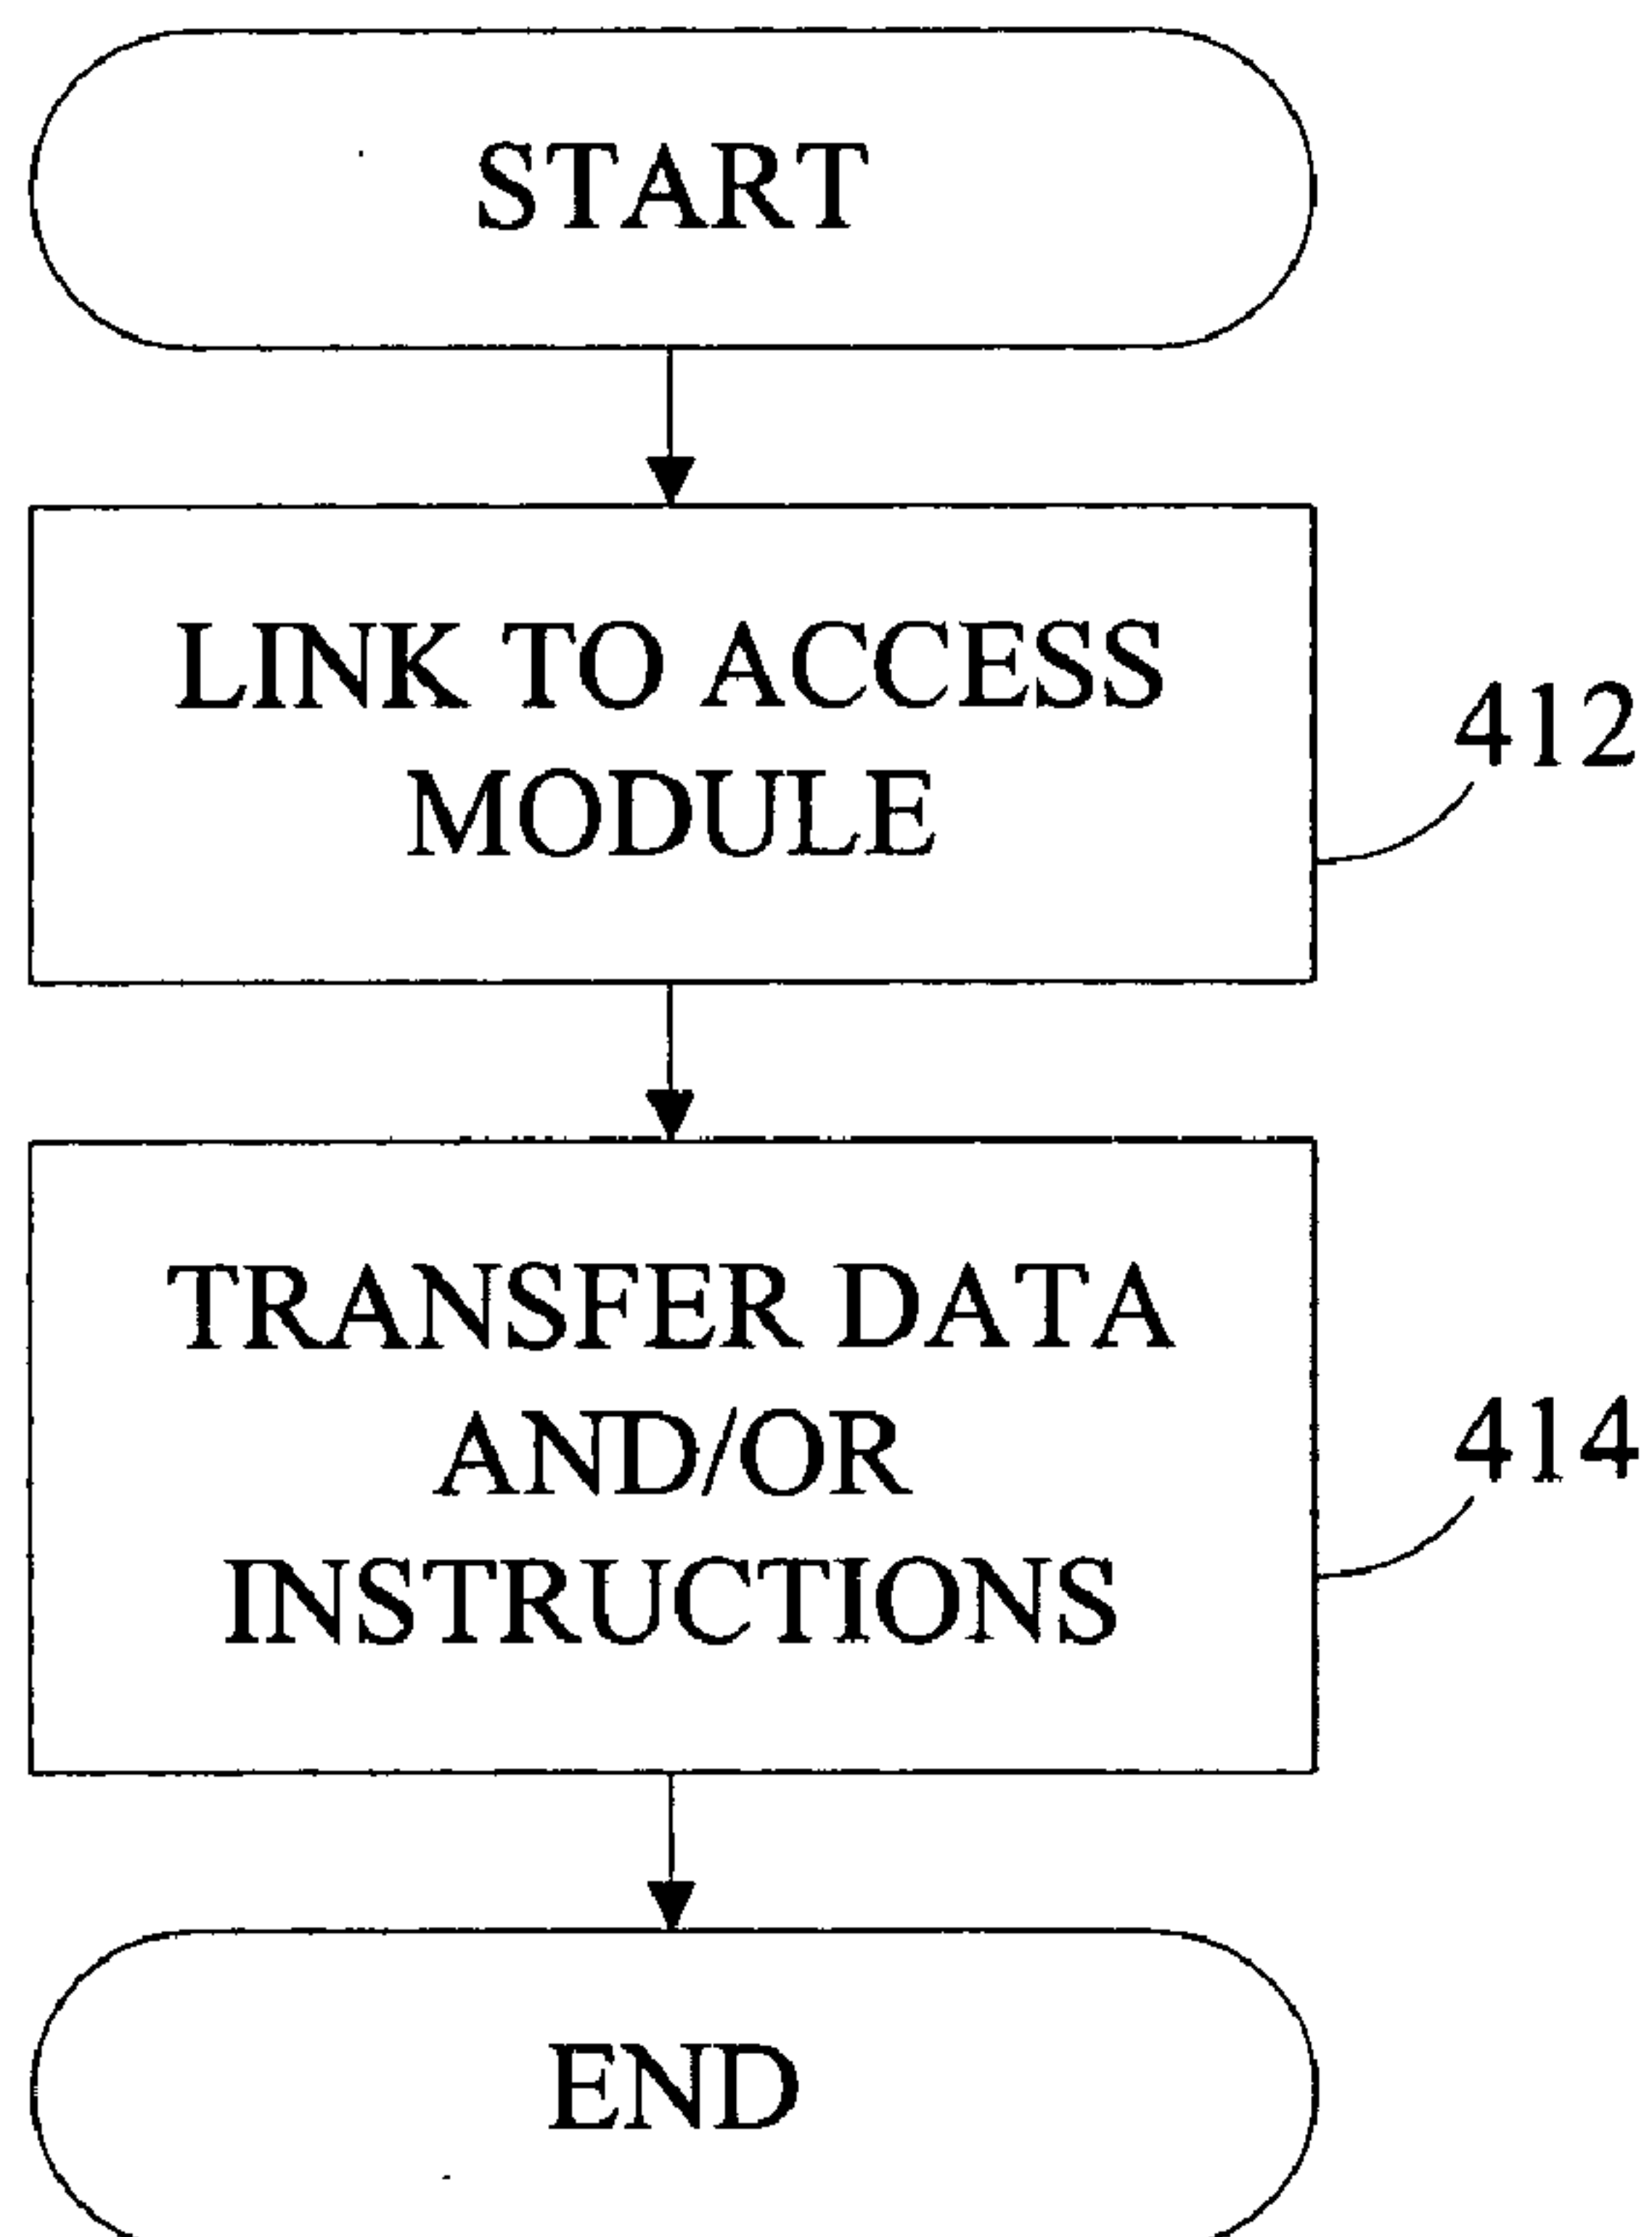 START
LINK TO ACCESS
MODULE
412
TRANSFER DATA
AND/OR
INSTRUCTIONS
414
END